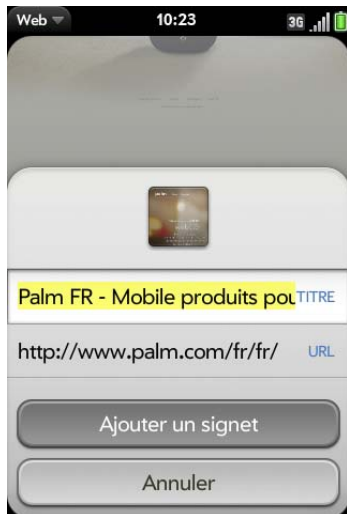 Web
10:23
3G
Palm FR - Mobile produits pou
TITRE
http://www.palm.com/fr/fr/
URL
Ajouter un signet
Annuler